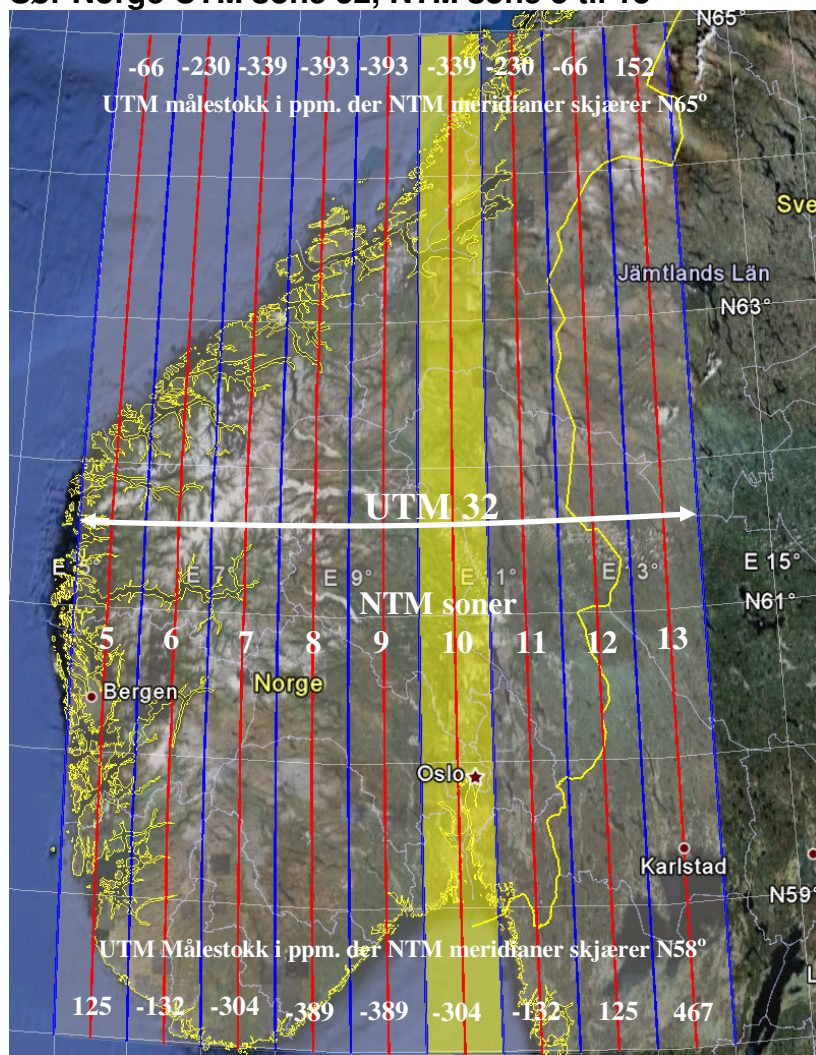 N65°
-66 -230 -339 -393 -393 -339 -230 -66 152
UTM målestokk i ppm. der NTM meridianer skjærer N65°
Jämtlands Län
N63°
UTM 32
E 7° E 9° E 13° E 15°
NTM soner
N61°
5 6 7 8 9 10 11 12 13
Bergen
Norge
Oslo
Karlstad
N59°
UTM Målestokk i ppm. der NTM meridianer skjærer N58°
125 -132 -304 -389 -389 -304 -132 125 467